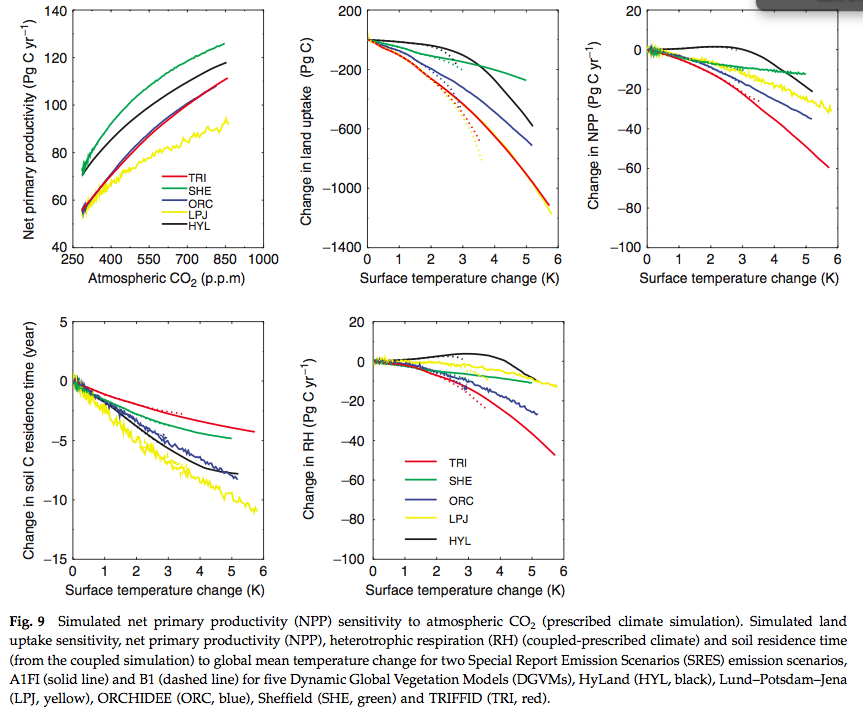 Net primary productivity (Pg C yr⁻¹)
140
120
100
80
60
40
250 400 550 700 850 1000
Atmospheric CO₂ (p.p.m)
TRI
SHE
ORC
LPJ
HYL
Change in land uptake (Pg C)
200
−200
−600
−1000
−1400
0 1 2 3 4 5 6
Surface temperature change (K)
Change in NPP (Pg C yr⁻¹)
20
0
−20
−40
−60
−80
−100
0 1 2 3 4 5 6
Surface temperature change (K)
Change in soil C residence time (year)
5
0
−5
−10
−15
0 1 2 3 4 5 6
Surface temperature change (K)
Change in RH (Pg C yr⁻¹)
20
0
−20
−40
−60
−80
−100
0 1 2 3 4 5 6
Surface temperature change (K)
TRI
SHE
ORC
LPJ
HYL
Fig. 9 Simulated net primary productivity (NPP) sensitivity to atmospheric CO₂ (prescribed climate simulation). Simulated land
uptake sensitivity, net primary productivity (NPP), heterotrophic respiration (RH) (coupled-prescribed climate) and soil residence time
(from the coupled simulation) to global mean temperature change for two Special Report Emission Scenarios (SRES) emission scenarios,
A1FI (solid line) and B1 (dashed line) for five Dynamic Global Vegetation Models (DGVMs), HyLand (HYL, black), Lund–Potsdam–Jena
(LPJ, yellow), ORCHIDEE (ORC, blue), Sheffield (SHE, green) and TRIFFID (TRI, red).